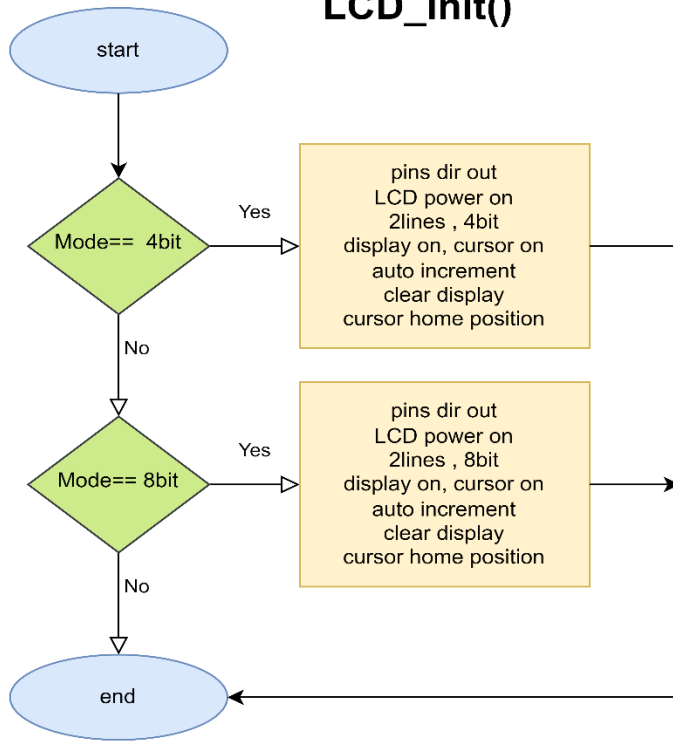 LCD_Init()
start
Mode== 4bit
Yes
pins dir out
LCD power on
2lines , 4bit
display on, cursor on
auto increment
clear display
cursor home position
No
Mode== 8bit
Yes
pins dir out
LCD power on
2lines , 8bit
display on, cursor on
auto increment
clear display
cursor home position
No
end